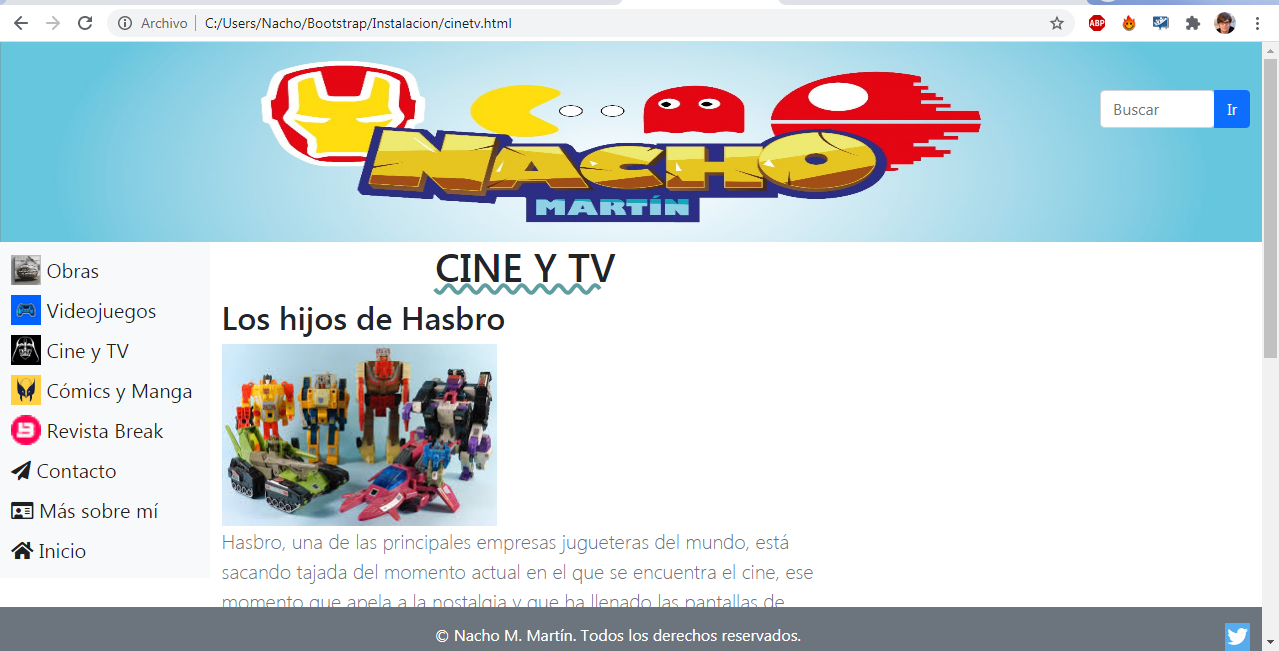 Archivo
C:/Users/Nacho/Bootstrap/Instalacion/cinetv.html
ABP
NACHO
MARTÍN
Buscar
Ir
Obras
Videojuegos
Cine y TV
Cómics y Manga
Revista Break
Contacto
Más sobre mí
Inicio
CINE Y TV
Los hijos de Hasbro
Hasbro, una de las principales empresas jugueteras del mundo, está
sacando tajada del momento actual en el que se encuentra el cine, ese
momento que apela a la nostalgia y que ha llenado las pantallas de
© Nacho M. Martín. Todos los derechos reservados.